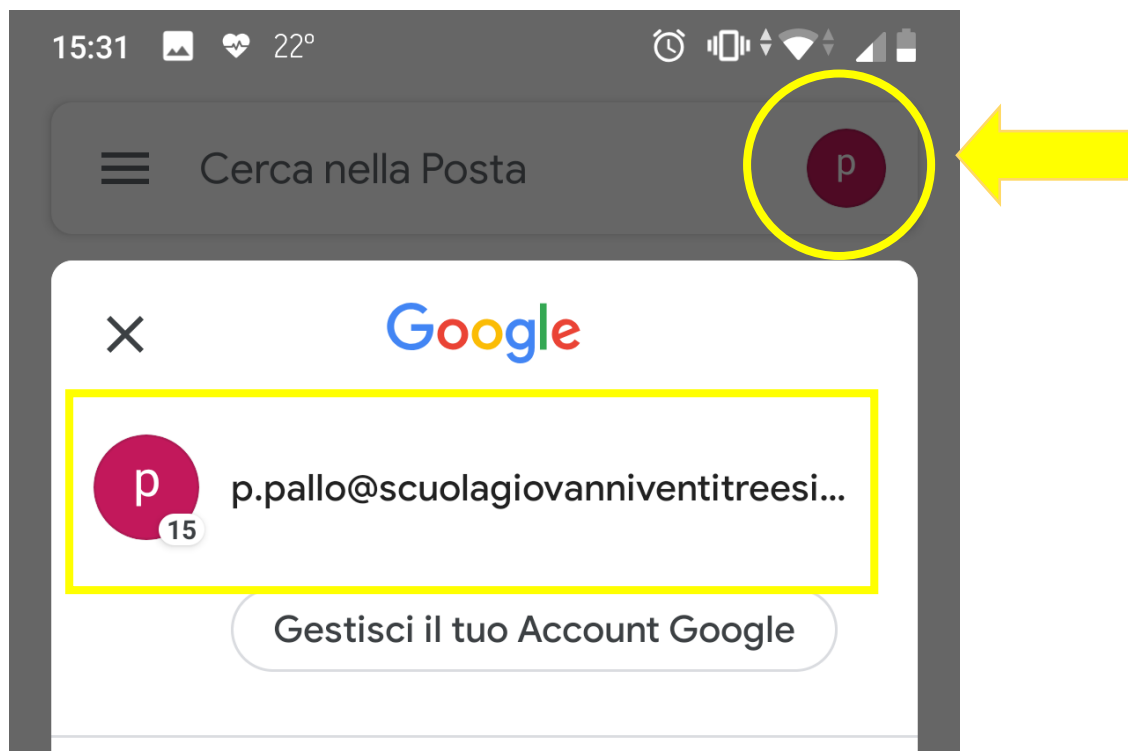 15:31 22°
Cerca nella Posta p
Google
p
p.pallo@scuolagiovanniventitreesi...
15
Gestisci il tuo Account Google